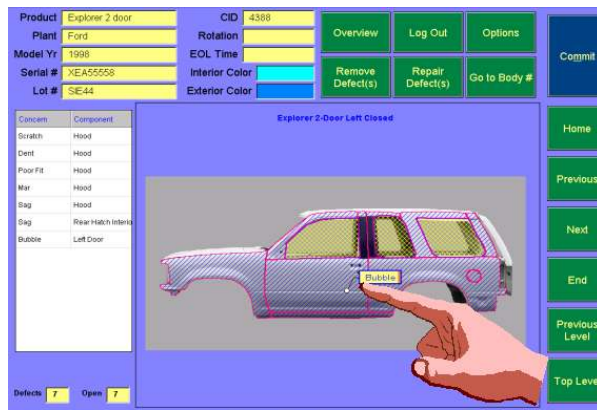 Product Explorer 2 door CID 4388
Plant Ford Rotation
Model Yr 1998 EOL Time
Serial # XEA55558 Interior Color
Lot # SIE44 Exterior Color
Overview Log Out Options
Remove Defect(s) Repair Defect(s) Go to Body #
Commit
Concern Component
Scratch Hood
Dent Hood
Poor Fit Hood
Mar Hood
Sag Hood
Sag Rear Hatch Interio
Bubble Left Door
Explorer 2-Door Left Closed
Bubble
Home
Previous
Next
End
Previous
Level
Top Leve
Defects 7 Open 7